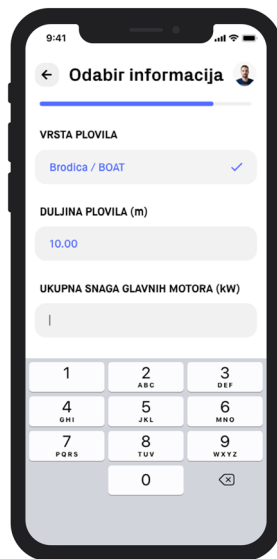 9:41
Odabir informacija
VRSTA PLOVILA
Brodica / BOAT
DULJINA PLOVILA (m)
10.00
UKUPNA SNAGA GLAVNIH MOTORA (kW)
1 2 3
ABC DEF
4 5 6
GHI JKL MNO
7 8 9
PQRS TUV WXYZ
0